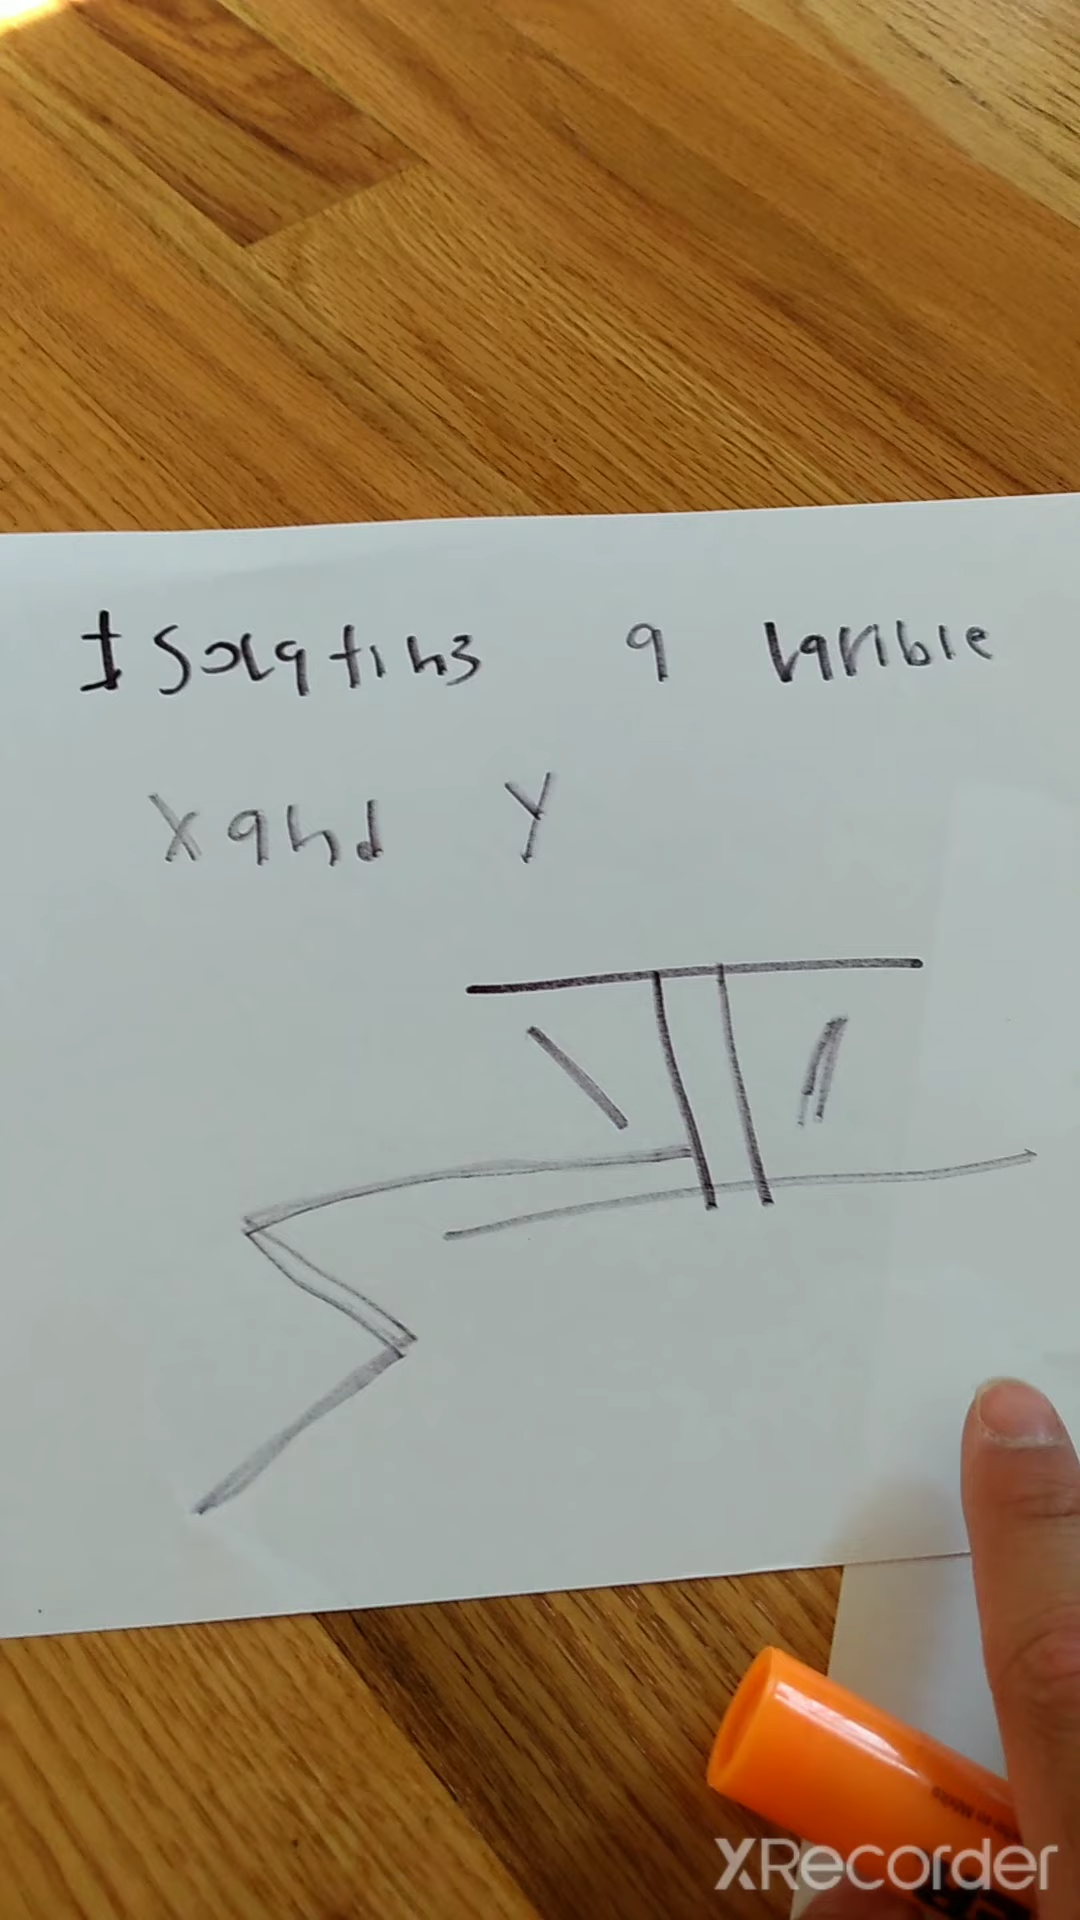 Isolating a varible
X and Y
XRecorder